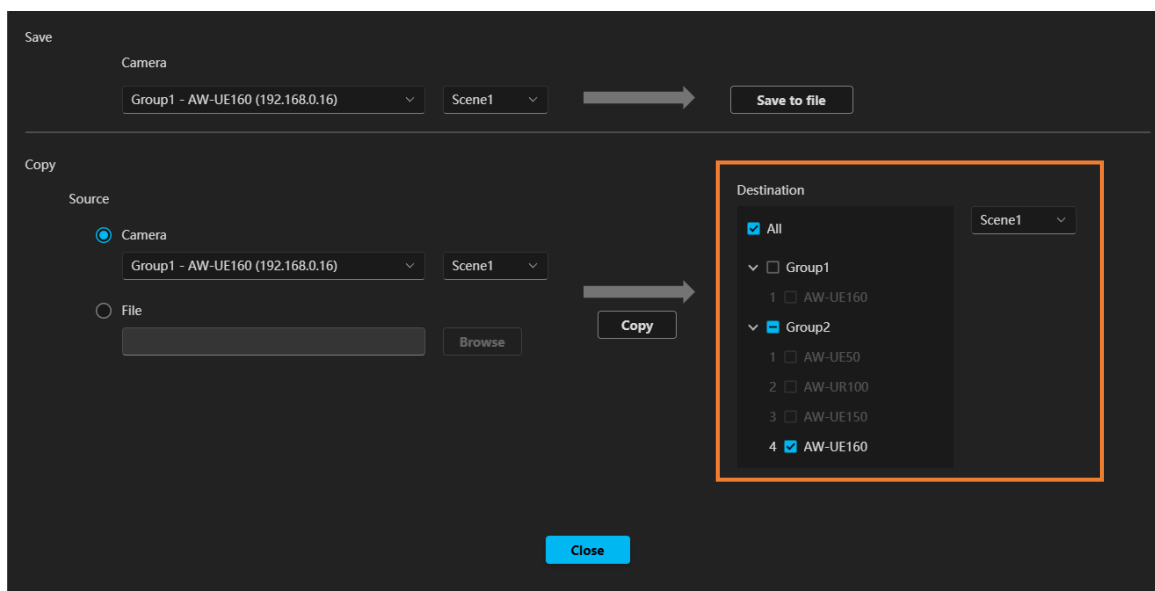 Save
Camera
Group1 - AW-UE160 (192.168.0.16)
Scene1
Save to file
Copy
Source
Camera
Group1 - AW-UE160 (192.168.0.16)
Scene1
File
Browse
Copy
Destination
Scene1
All
Group1
1 AW-UE160
Group2
1 AW-UE50
2 AW-UR100
3 AW-UE150
4 AW-UE160
Close